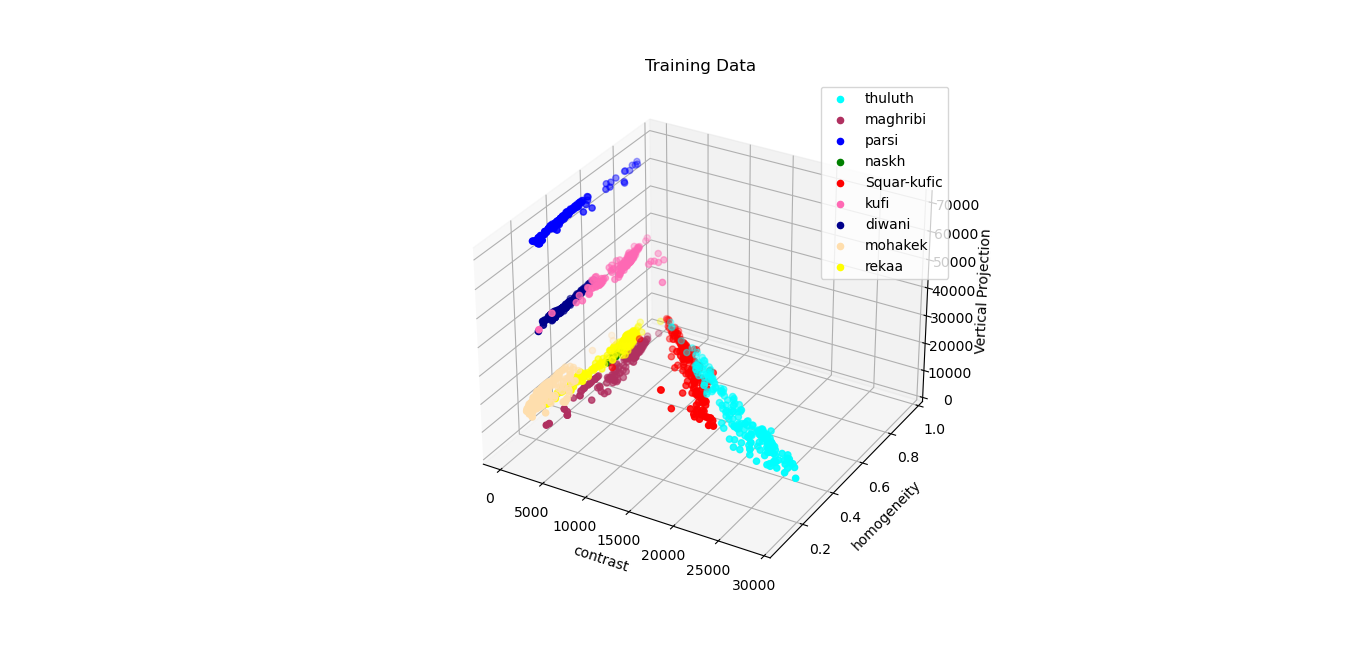 Training Data
thuluth
maghribi
parsi
naskh
Squar-kufic
kufi
diwani
mohakek
rekaa
70000
60000
50000
40000
30000
20000
10000
0
Vertical Projection
1.0
0.8
0.6
0.4
0.2
homogeneity
0
5000
10000
15000
20000
25000
30000
contrast